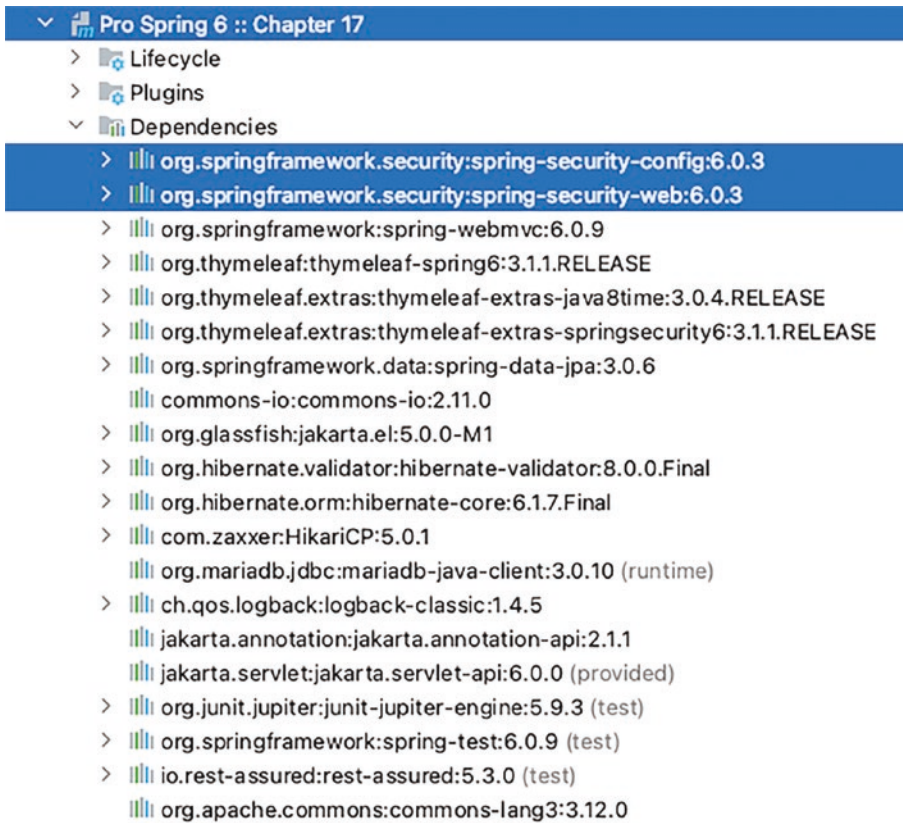 Pro Spring 6 :: Chapter 17
Lifecycle
Plugins
Dependencies
org.springframework.security:spring-security-config:6.0.3
org.springframework.security:spring-security-web:6.0.3
org.springframework:spring-webmvc:6.0.9
org.thymeleaf:thymeleaf-spring6:3.1.1.RELEASE
org.thymeleaf.extras:thymeleaf-extras-java8time:3.0.4.RELEASE
org.thymeleaf.extras:thymeleaf-extras-springsecurity6:3.1.1.RELEASE
org.springframework.data:spring-data-jpa:3.0.6
commons-io:commons-io:2.11.0
org.glassfish:jakarta.el:5.0.0-M1
org.hibernate.validator:hibernate-validator:8.0.0.Final
org.hibernate.orm:hibernate-core:6.1.7.Final
com.zaxxer:HikariCP:5.0.1
org.mariadb.jdbc:mariadb-java-client:3.0.10 (runtime)
ch.qos.logback:logback-classic:1.4.5
jakarta.annotation:jakarta.annotation-api:2.1.1
jakarta.servlet:jakarta.servlet-api:6.0.0 (provided)
org.junit.jupiter:junit-jupiter-engine:5.9.3 (test)
org.springframework:spring-test:6.0.9 (test)
io.rest-assured:rest-assured:5.3.0 (test)
org.apache.commons:commons-lang3:3.12.0